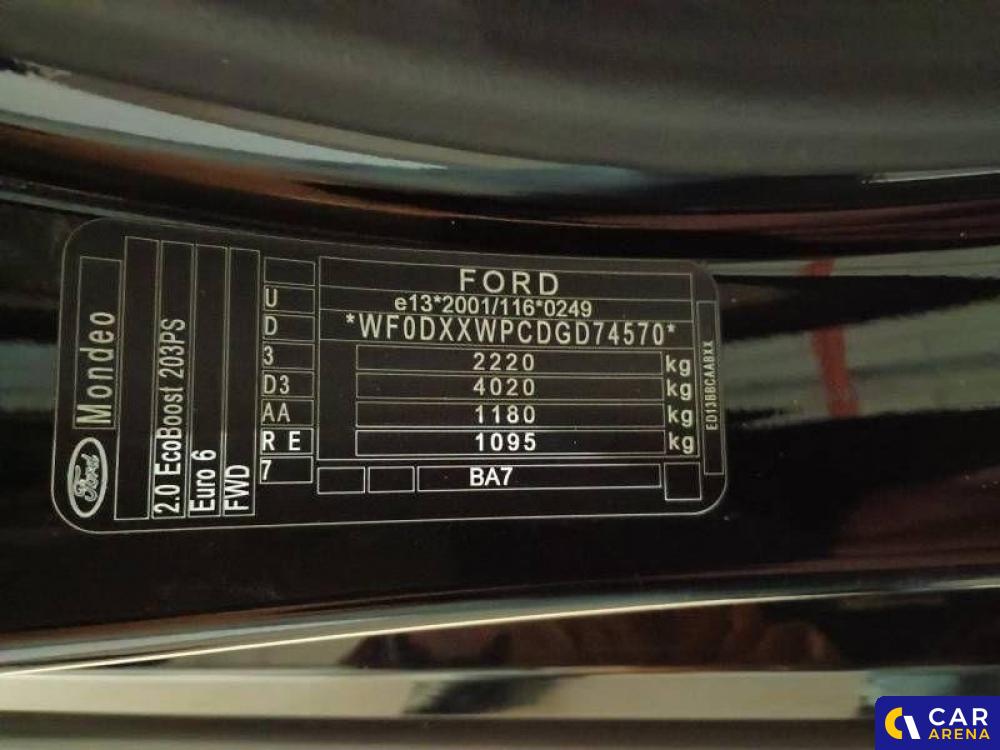 Ford
Mondeo
2.0 EcoBoost 203PS
Euro 6
FWD
U
D
3
D3
AA
R E
7
FORD
e13*2001/116*0249
*WF0DXXWPCDGD74570*
2220 kg
4020 kg
1180 kg
1095 kg
BA7
CAR
ARENA